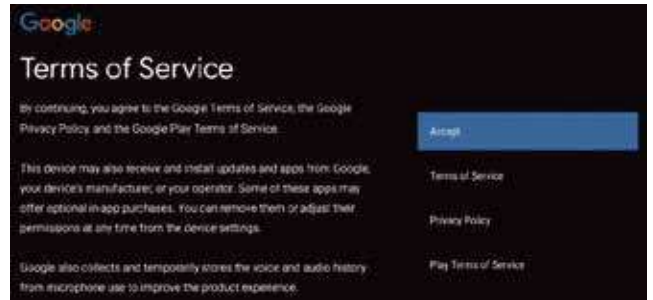 Google
Terms of Service
By continuing, you agree to the Google Terms of Service, the Google
Privacy Policy, and the Google Play Terms of Service.
This device may also receive and install updates and apps from Google,
your device's manufacturer, or your operator. Some of these apps may
offer optional in-app purchases. You can remove them or adjust their
permissions at any time from the device settings.
Google also collects and temporarily stores the voice and audio history
from microphone use to improve the product experience.
Accept
Terms of Service
Privacy Policy
Play Terms of Service